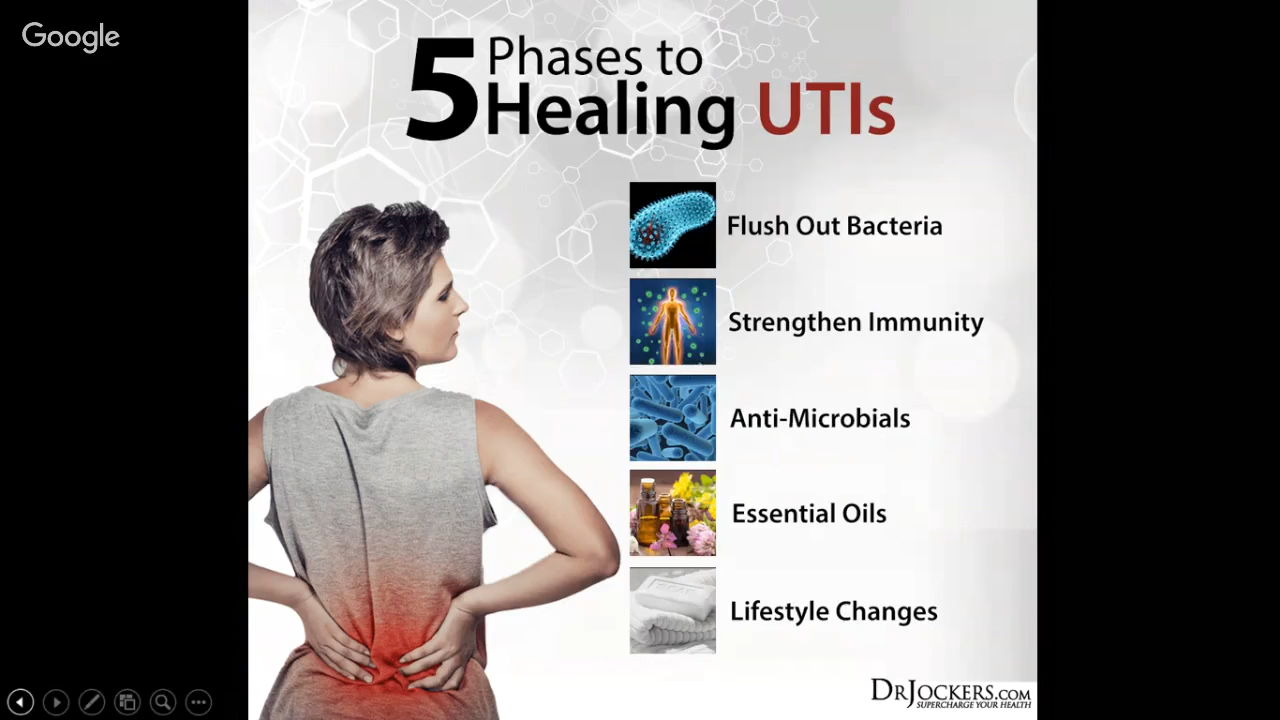 Google
5 Phases to
Healing UTIs
Flush Out Bacteria
Strengthen Immunity
Anti-Microbials
Essential Oils
Lifestyle Changes
DrJockers.com
SUPERCHARGE YOUR HEALTH